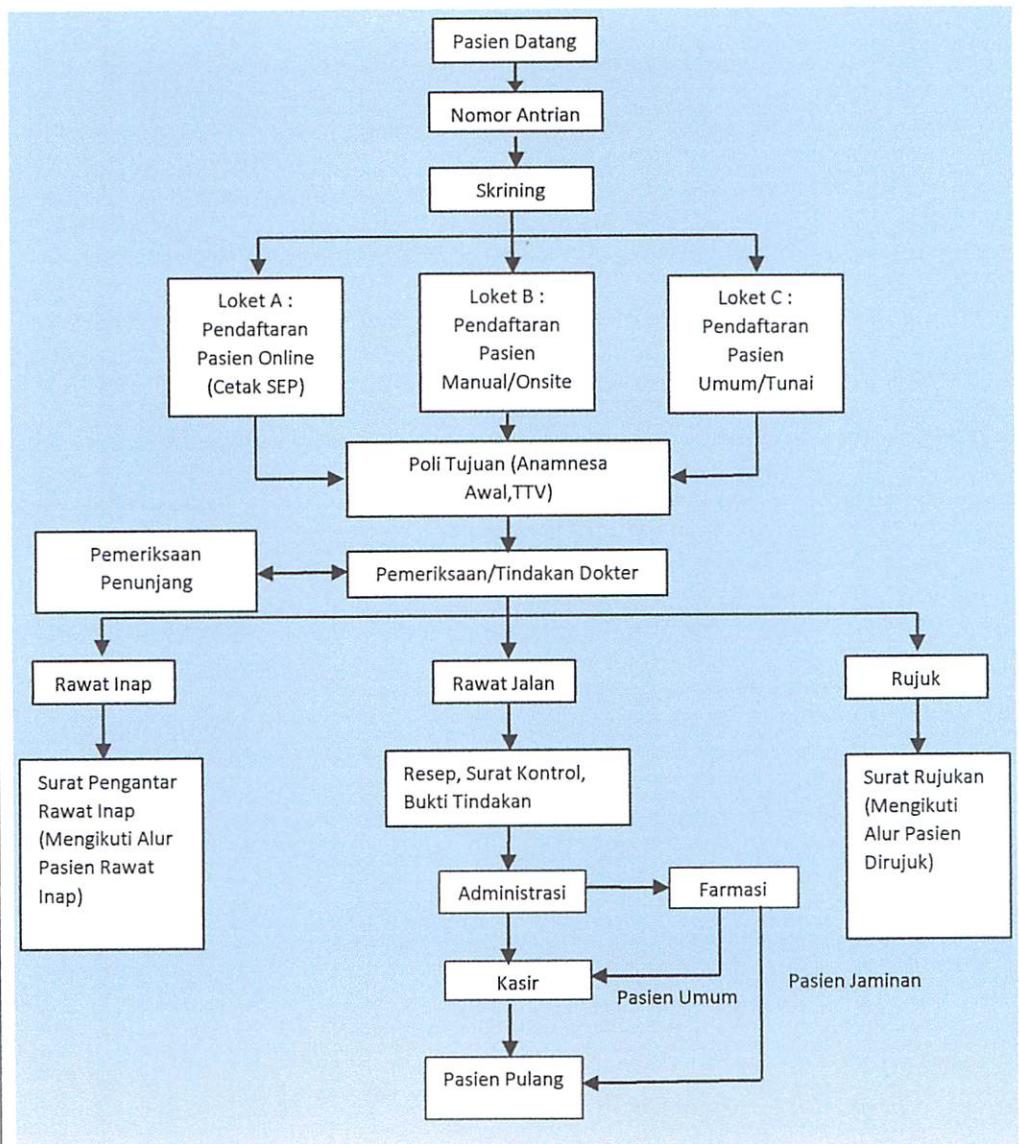 Pasien Datang
Nomor Antrian
Skrining
Loket A :
Pendaftaran
Pasien Online
(Cetak SEP)
Loket B :
Pendaftaran
Pasien
Manual/Onsite
Loket C :
Pendaftaran
Pasien
Umum/Tunai
Poli Tujuan (Anamnesa
Awal,TTV)
Pemeriksaan
Penunjang
Pemeriksaan/Tindakan Dokter
Rawat Inap
Rawat Jalan
Rujuk
Surat Pengantar
Rawat Inap
(Mengikuti Alur
Pasien Rawat
Inap)
Resep, Surat Kontrol,
Bukti Tindakan
Surat Rujukan
(Mengikuti
Alur Pasien
Dirujuk)
Administrasi
Farmasi
Kasir
Pasien Umum
Pasien Jaminan
Pasien Pulang